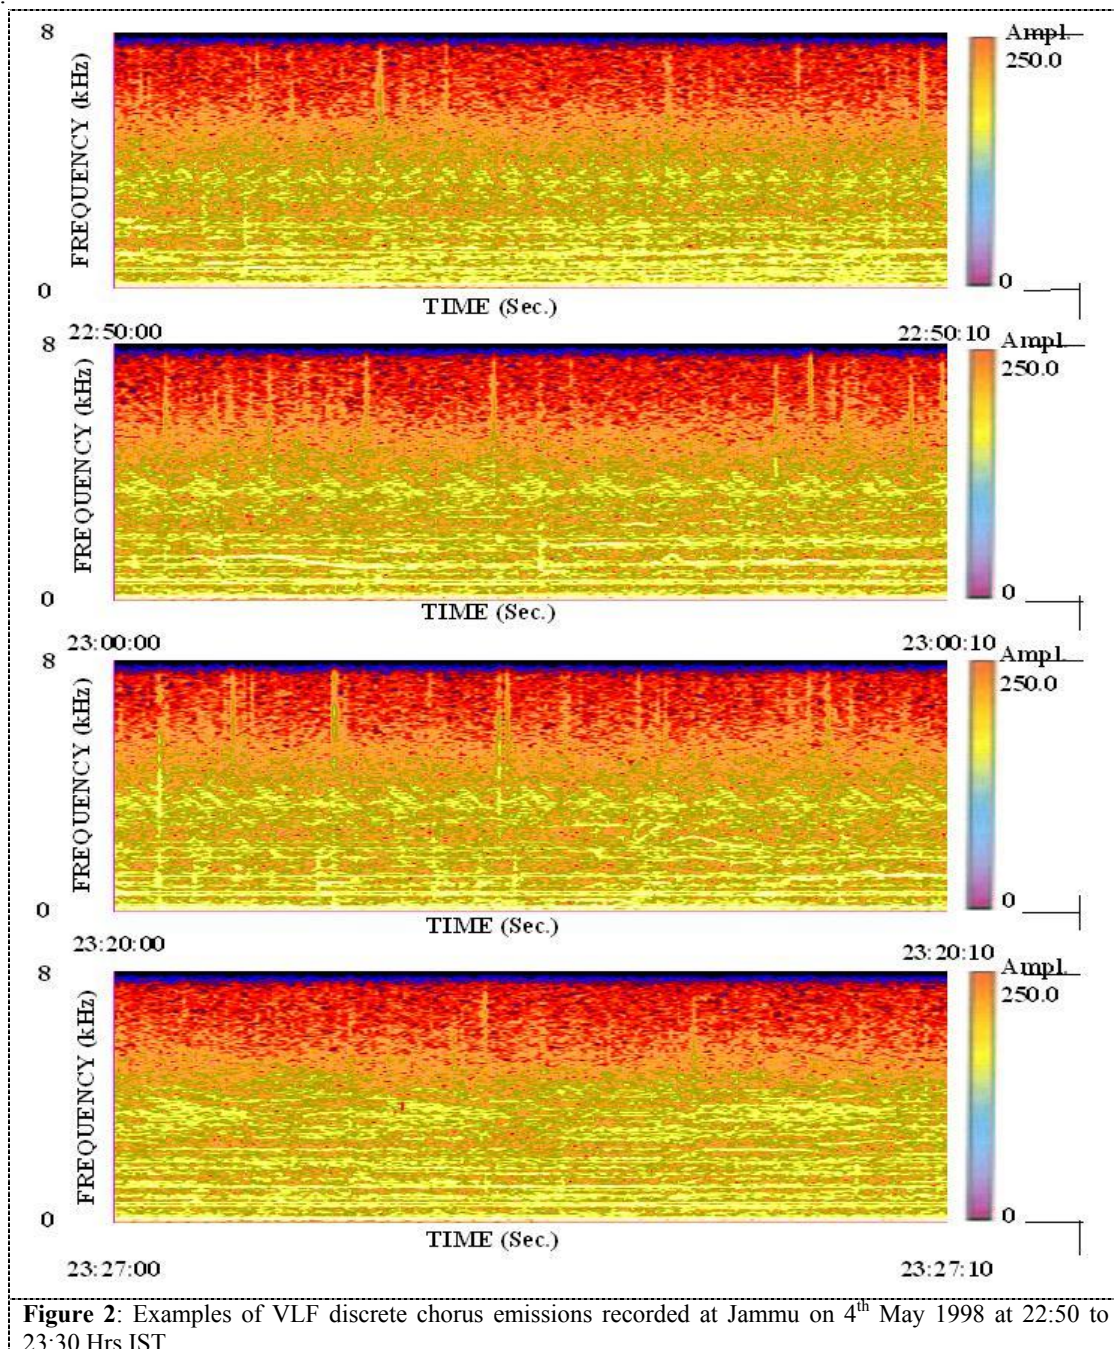 8
Ampl.
250.0
FREQUENCY (kHz)
0
0
TIME (Sec.)
22:50:00
22:50:10
8
Ampl.
250.0
FREQUENCY (kHz)
0
0
TIME (Sec.)
23:00:00
23:00:10
8
Ampl.
250.0
FREQUENCY (kHz)
0
0
TIME (Sec.)
23:20:00
23:20:10
8
Ampl.
250.0
FREQUENCY (kHz)
0
0
TIME (Sec.)
23:27:00
23:27:10
Figure 2: Examples of VLF discrete chorus emissions recorded at Jammu on 4th May 1998 at 22:50 to
23:30 Hrs IST